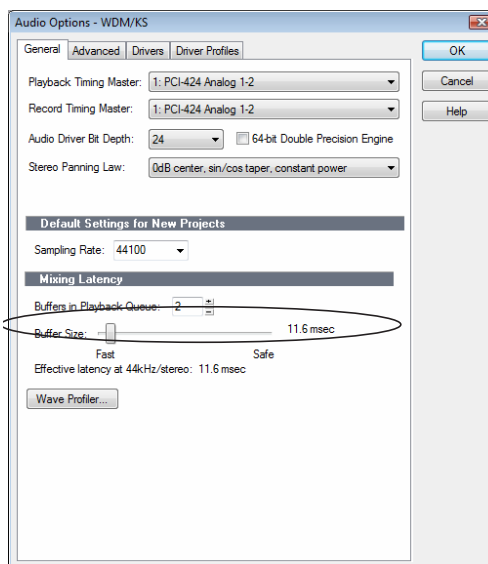 Audio Options - WDM/KS
General Advanced Drivers Driver Profiles
OK
Cancel
Help
Playback Timing Master: 1: PCI-424 Analog 1-2
Record Timing Master: 1: PCI-424 Analog 1-2
Audio Driver Bit Depth: 24 64-bit Double Precision Engine
Stereo Panning Law: 0dB center, sin/cos taper, constant power
Default Settings for New Projects
Sampling Rate: 44100
Mixing Latency
Buffers in Playback Queue: 2
Buffer Size: 11.6 msec
Fast Safe
Effective latency at 44kHz/stereo: 11.6 msec
Wave Profiler...